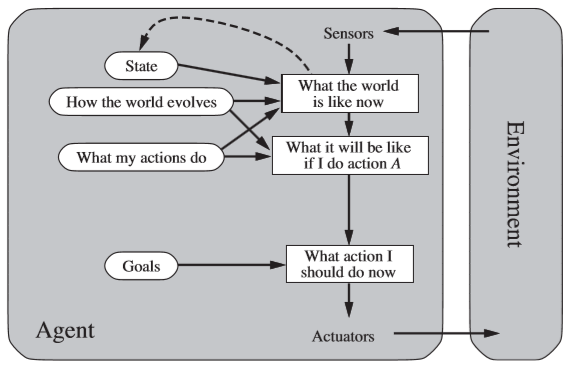 Sensors
State
What the world
is like now
How the world evolves
What my actions do
What it will be like
if I do action A
Goals
What action I
should do now
Agent
Actuators
Environment